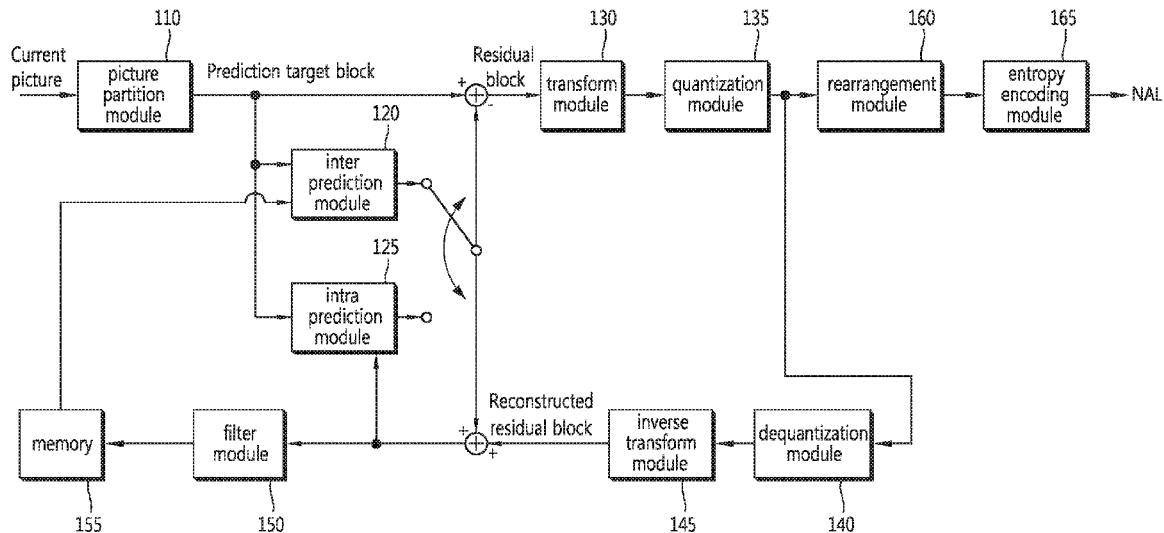 110
130
135
160
165
Current
picture
picture
partition
module
Prediction target block
+
-
Residual
block
transform
module
quantization
module
rearrangement
module
entropy
encoding
module
NAL
120
inter
prediction
module
125
intra
prediction
module
memory
filter
module
+
+
Reconstructed
residual block
inverse
transform
module
dequantization
module
155
150
145
140